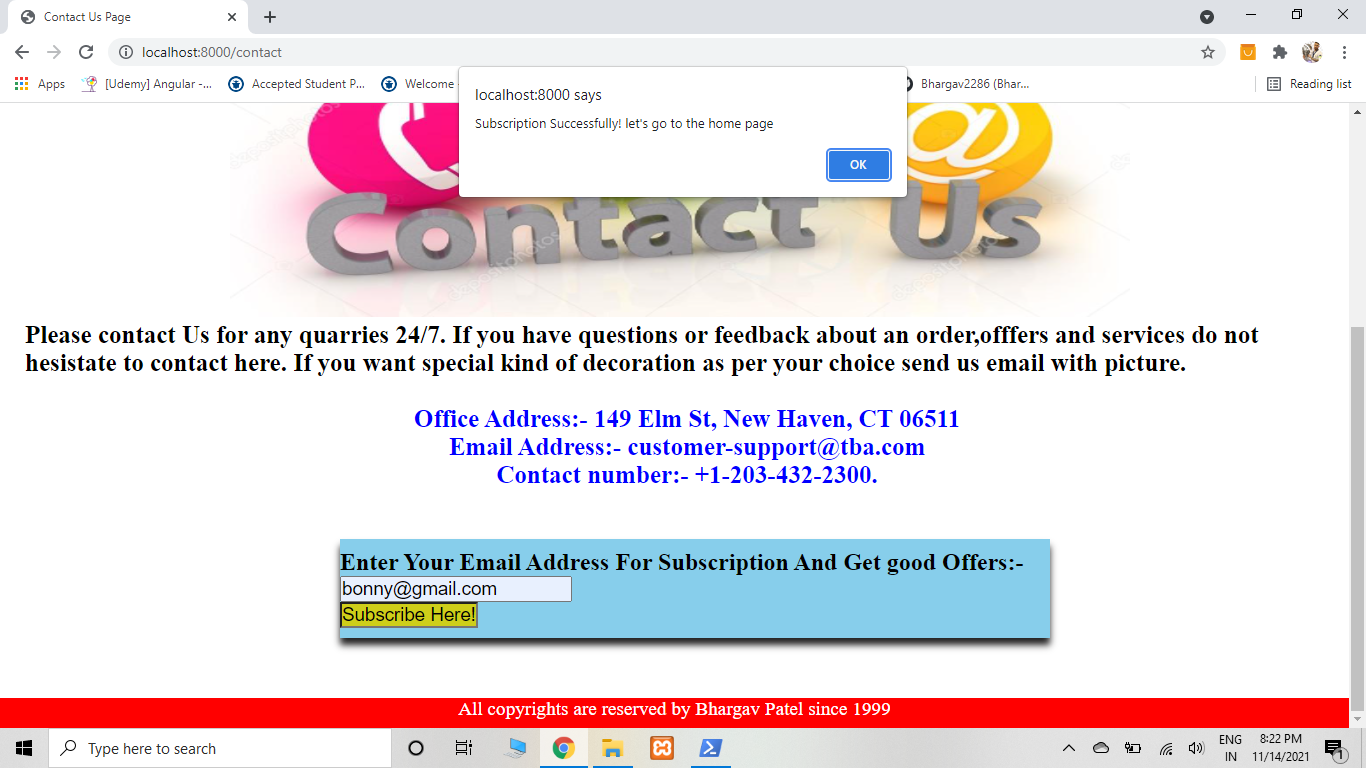 Contact Us Page
localhost:8000/contact
Apps
[Udemy] Angular -...
Accepted Student P...
Welcome
Bhargav2286 (Bhar...
Reading list
localhost:8000 says
Subscription Successfully! let's go to the home page
OK
Contact Us
depositphotos
Please contact Us for any quarries 24/7. If you have questions or feedback about an order,offfers and services do not
hesistate to contact here. If you want special kind of decoration as per your choice send us email with picture.
Office Address:- 149 Elm St, New Haven, CT 06511
Email Address:- customer-support@tba.com
Contact number:- +1-203-432-2300.
Enter Your Email Address For Subscription And Get good Offers:-
bonny@gmail.com
Subscribe Here!
All copyrights are reserved by Bhargav Patel since 1999
Type here to search
ENG
IN
8:22 PM
11/14/2021
1